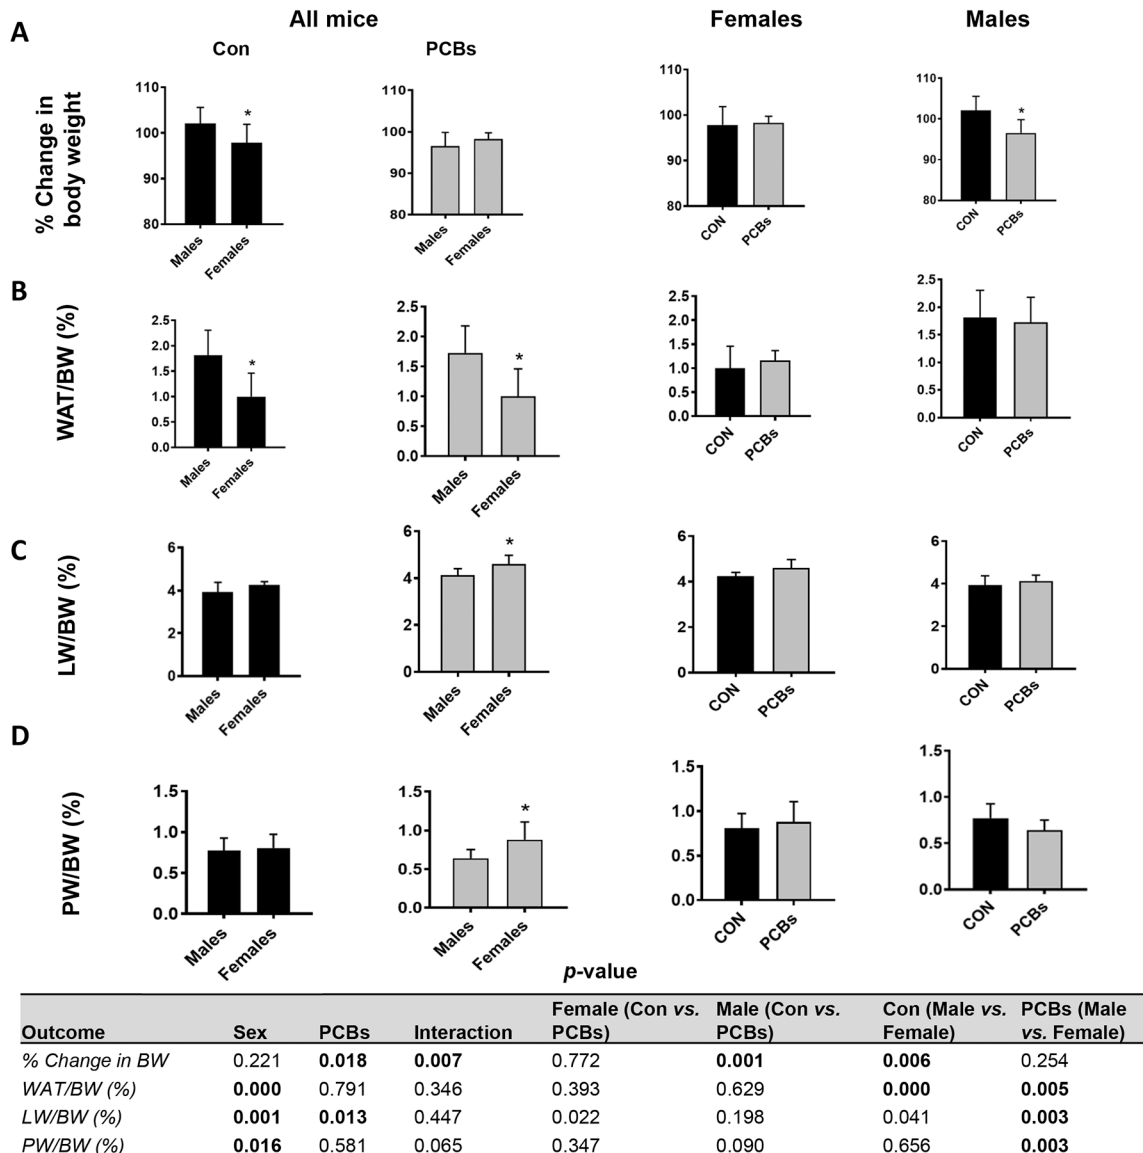 All mice Females Males
A
Con PCBs
% Change in
body weight
110
100
90
80
*
Males Females
110
100
90
80
Males Females
110
100
90
80
CON PCBs
110
100
90
80
*
CON PCBs
B
WAT/BW (%)
2.5
2.0
1.5
1.0
0.5
0.0
*
Males Females
2.5
2.0
1.5
1.0
0.5
0.0
*
Males Females
2.5
2.0
1.5
1.0
0.5
0.0
CON PCBs
2.5
2.0
1.5
1.0
0.5
0.0
CON PCBs
C
LW/BW (%)
6
4
2
0
Males Females
6
4
2
0
*
Males Females
6
4
2
0
CON PCBs
6
4
2
0
CON PCBs
D
PW/BW (%)
1.5
1.0
0.5
0.0
Males Females
1.5
1.0
0.5
0.0
*
Males Females
1.5
1.0
0.5
0.0
CON PCBs
1.5
1.0
0.5
0.0
CON PCBs
p-value
Outcome Sex PCBs Interaction Female (Con vs. PCBs) Male (Con vs. PCBs) Con (Male vs. Female) PCBs (Male vs. Female)
% Change in BW 0.221 0.018 0.007 0.772 0.001 0.006 0.254
WAT/BW (%) 0.000 0.791 0.346 0.393 0.629 0.000 0.005
LW/BW (%) 0.001 0.013 0.447 0.022 0.198 0.041 0.003
PW/BW (%) 0.016 0.581 0.065 0.347 0.090 0.656 0.003